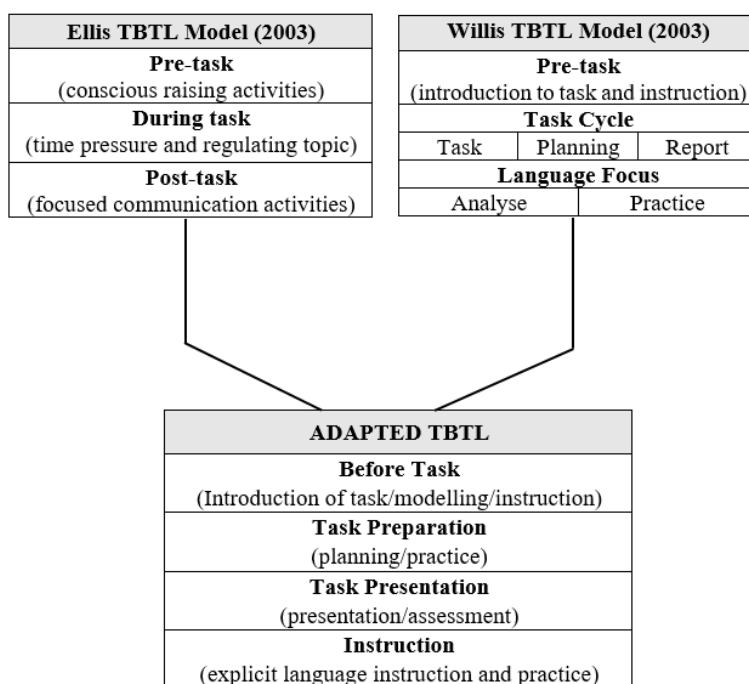 Ellis TBTL Model (2003)
Pre-task
(conscious raising activities)
During task
(time pressure and regulating topic)
Post-task
(focused communication activities)
Willis TBTL Model (2003)
Pre-task
(introduction to task and instruction)
Task Cycle
Task Planning Report
Language Focus
Analyse Practice
ADAPTED TBTL
Before Task
(Introduction of task/modelling/instruction)
Task Preparation
(planning/practice)
Task Presentation
(presentation/assessment)
Instruction
(explicit language instruction and practice)